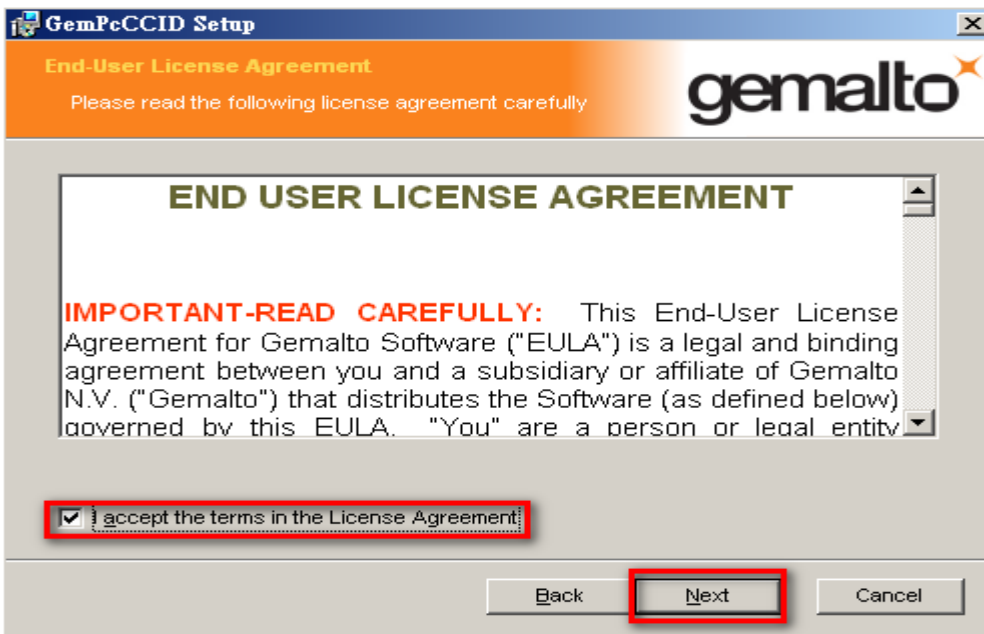 GemPcCCID Setup
End-User License Agreement
Please read the following license agreement carefully
gemalto
END USER LICENSE AGREEMENT
IMPORTANT-READ CAREFULLY: This End-User License
Agreement for Gemalto Software ("EULA") is a legal and binding
agreement between you and a subsidiary or affiliate of Gemalto
N.V. ("Gemalto") that distributes the Software (as defined below)
governed by this EULA. "You" are a person or legal entity
I accept the terms in the License Agreement
Back
Next
Cancel